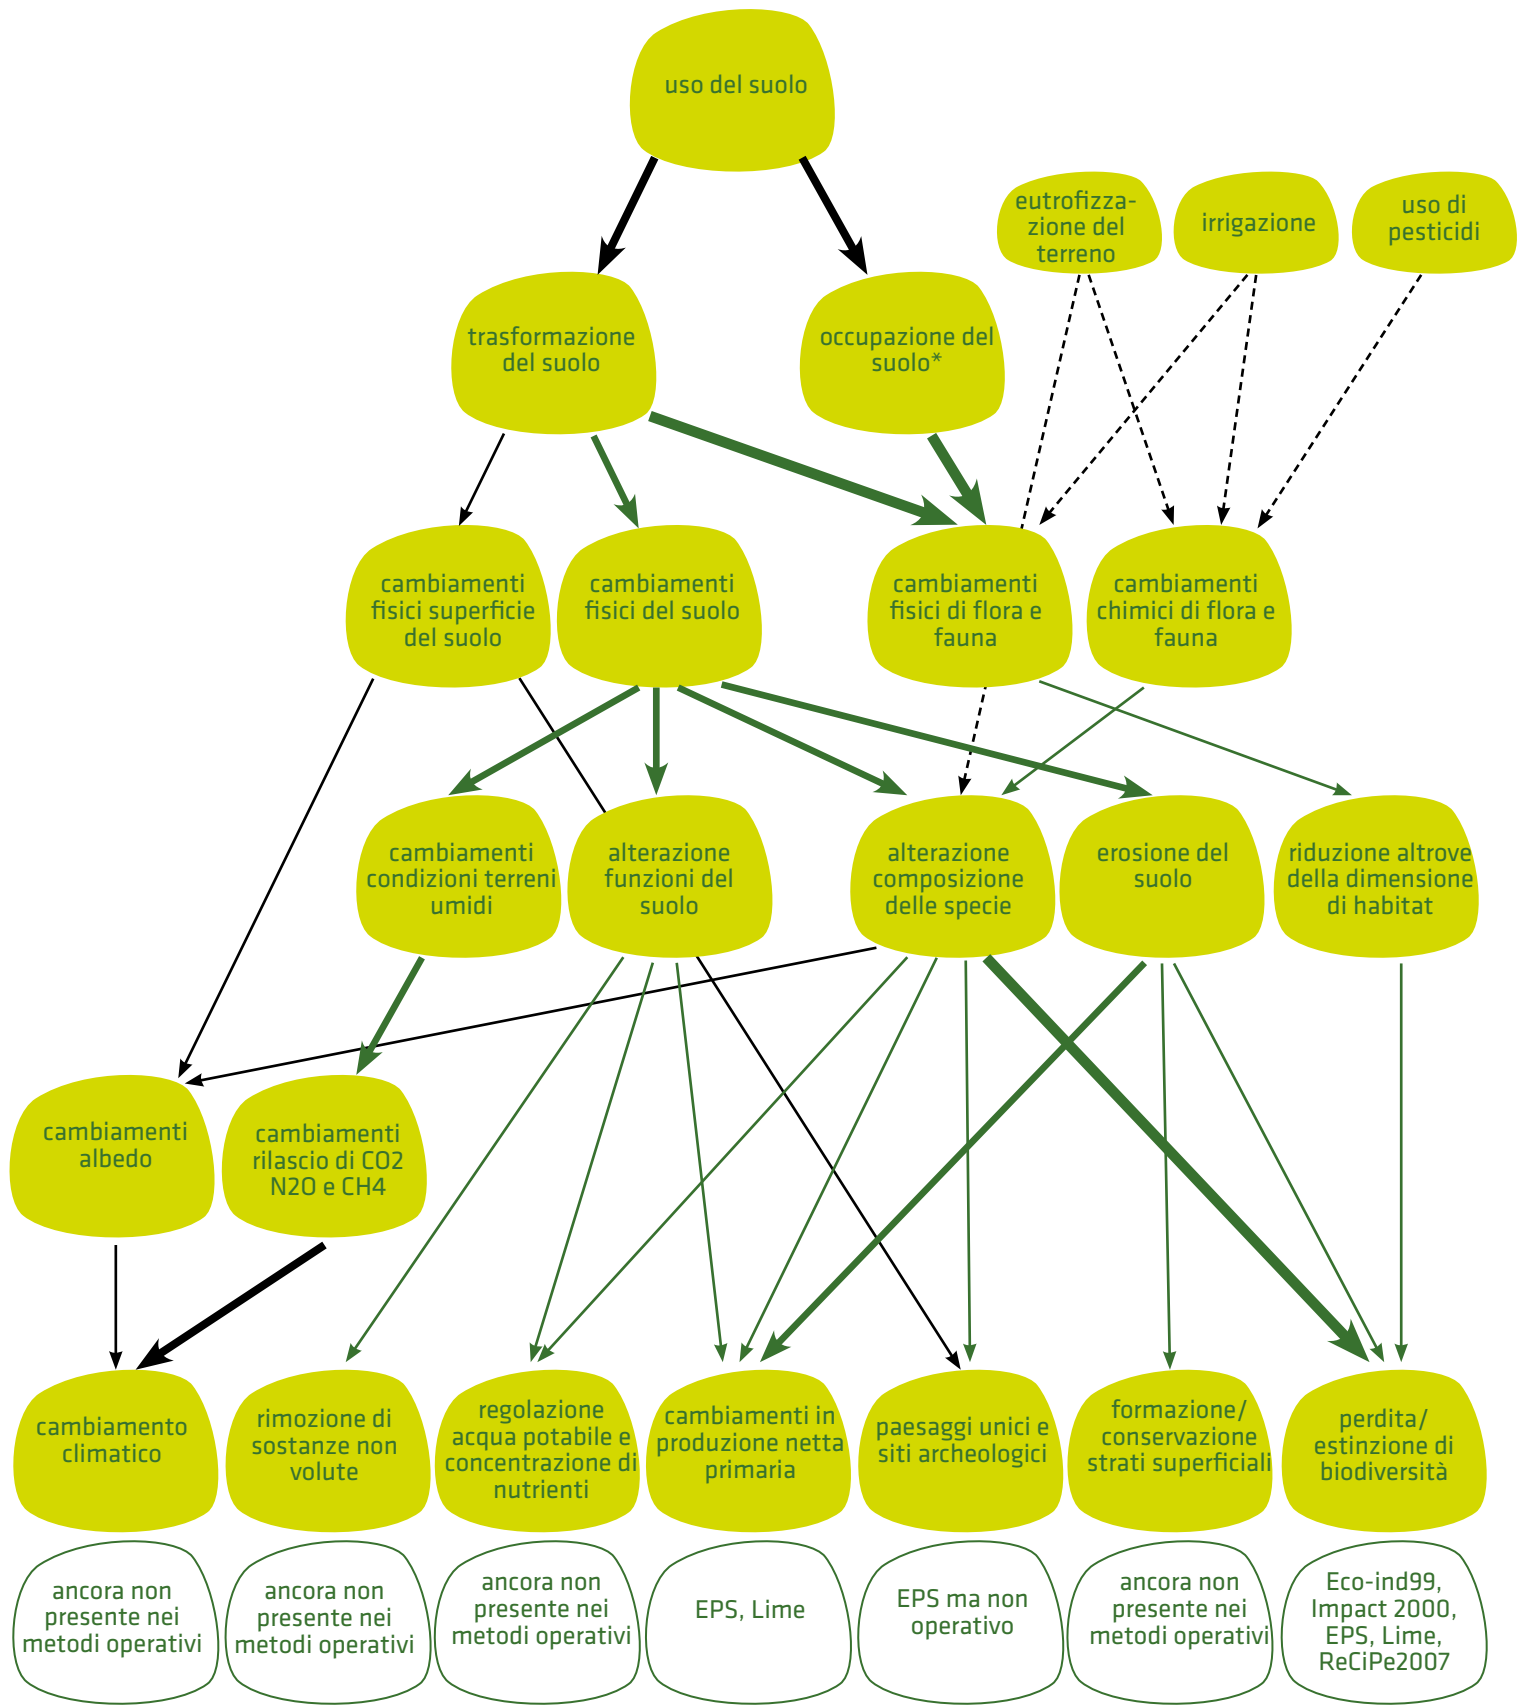 uso del suolo
eutrofizza-
zione del
terreno
irrigazione
uso di
pesticidi
trasformazione
del suolo
occupazione del
suolo*
cambiamenti
fisici superficie
del suolo
cambiamenti
fisici del suolo
cambiamenti
fisici di flora e
fauna
cambiamenti
chimici di flora e
fauna
cambiamenti
condizioni terreni
umidi
alterazione
funzioni del
suolo
alterazione
composizione
delle specie
erosione del
suolo
riduzione altrove
della dimensione
di habitat
cambiamenti
albedo
cambiamenti
rilascio di CO2
N2O e CH4
cambiamento
climatico
rimozione di
sostanze non
volute
regolazione
acqua potabile e
concentrazione di
nutrienti
cambiamenti in
produzione netta
primaria
paesaggi unici e
siti archeologici
formazione/
conservazione
strati superficiali
perdita/
estinzione di
biodiversità
ancora non
presente nei
metodi operativi
ancora non
presente nei
metodi operativi
ancora non
presente nei
metodi operativi
EPS, Lime
EPS ma non
operativo
ancora non
presente nei
metodi operativi
Eco-ind99,
Impact 2000,
EPS, Lime,
ReCiPe2007